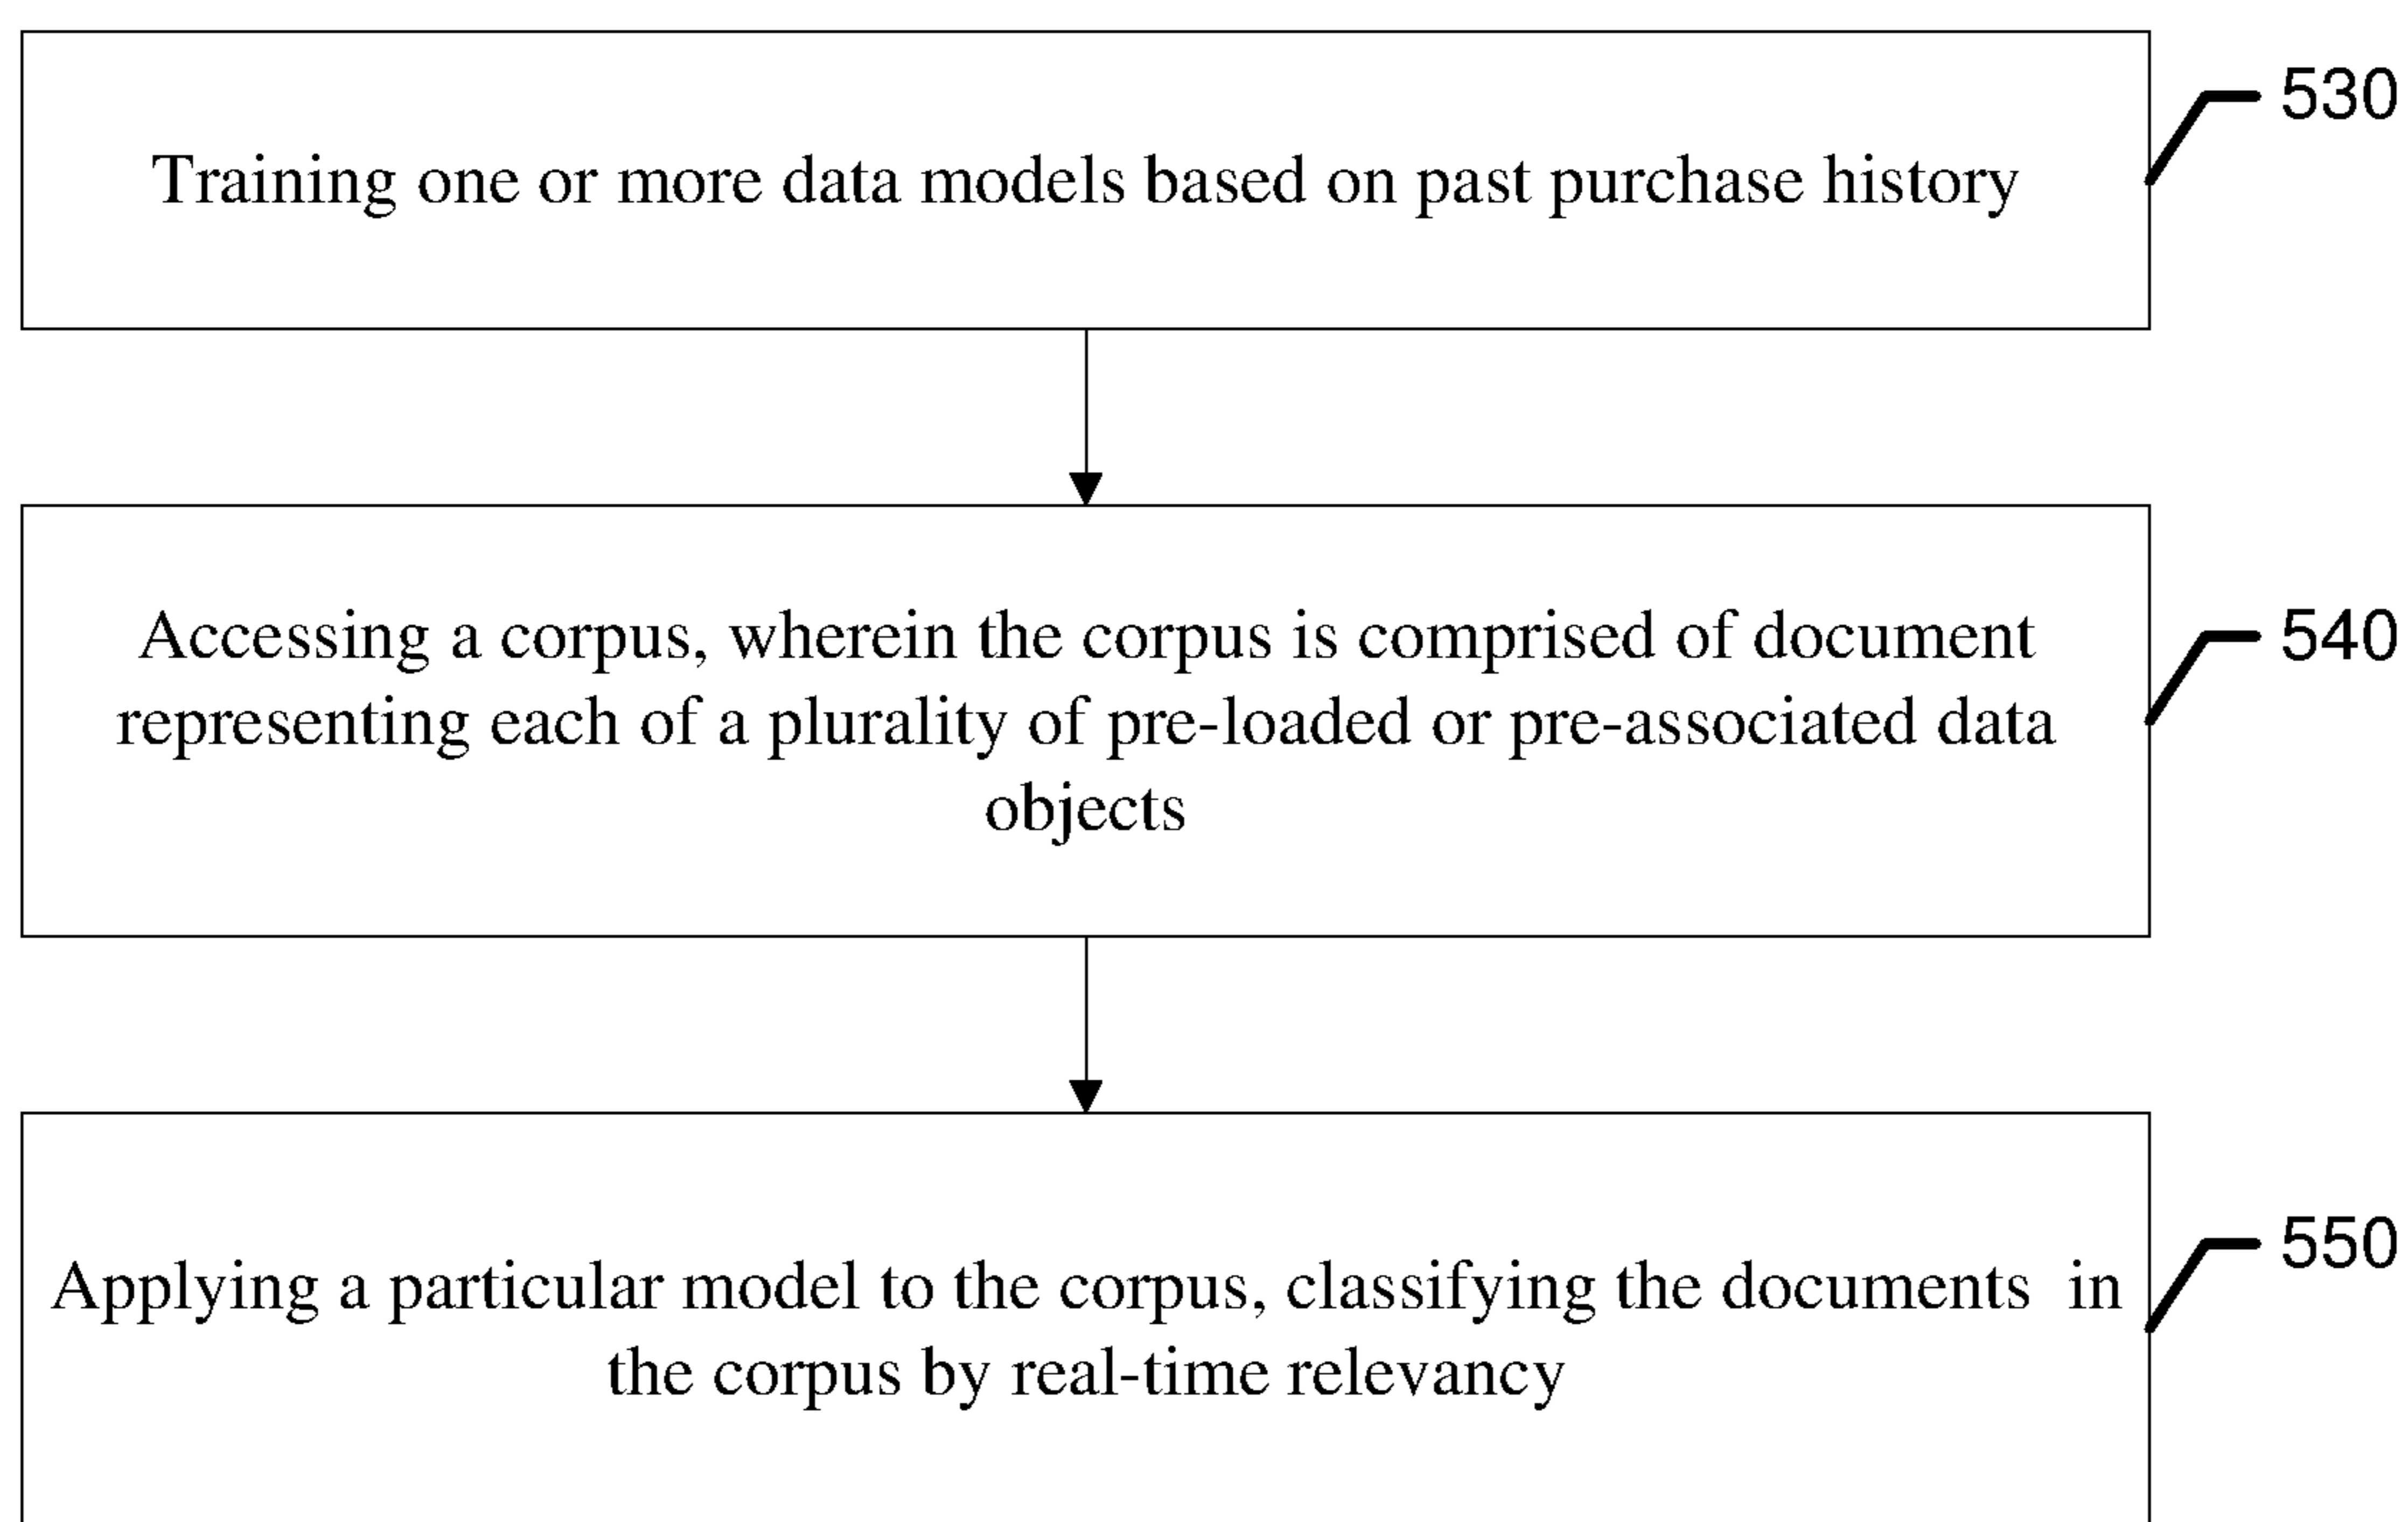 530
Training one or more data models based on past purchase history
540
Accessing a corpus, wherein the corpus is comprised of document
representing each of a plurality of pre-loaded or pre-associated data
objects
550
Applying a particular model to the corpus, classifying the documents  in
the corpus by real-time relevancy